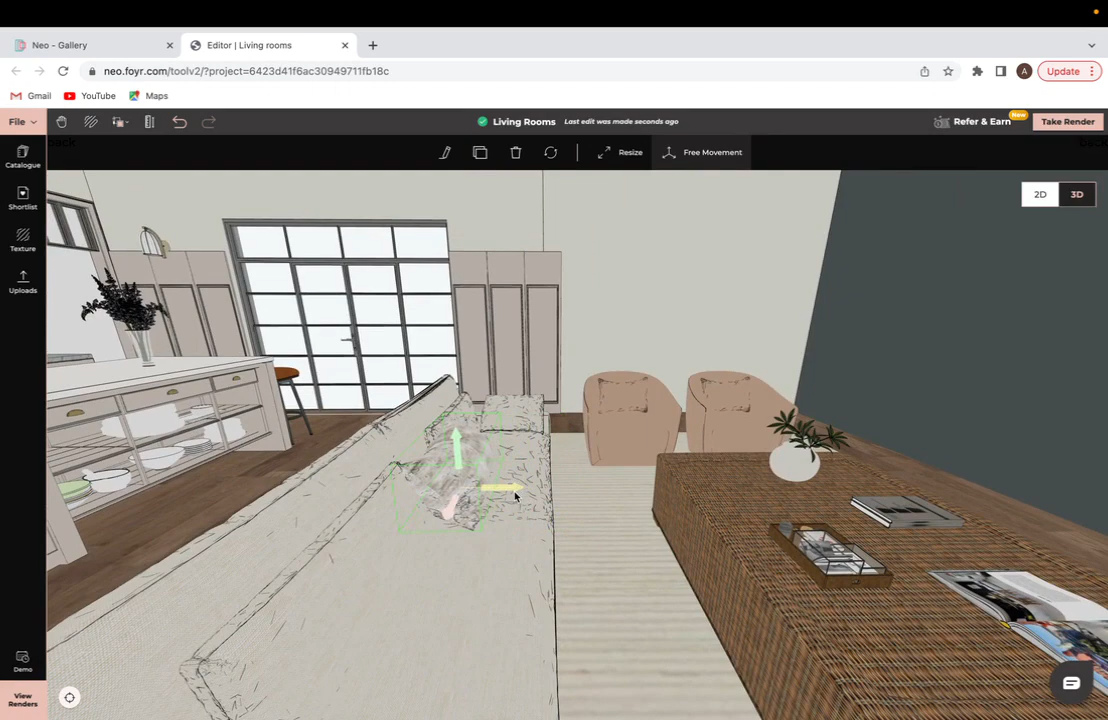 Neo - Gallery
Editor | Living rooms
neo.foyr.com/toolv2/?project=6423d41f6ac30949711fb18c
A
Update
Gmail
YouTube
Maps
File
Living Rooms
Last edit was made seconds ago
Refer & Earn
New
Take Render
Resize
Free Movement
2D
3D
Catalogue
Shortlist
Texture
Uploads
Demo
View
Renders